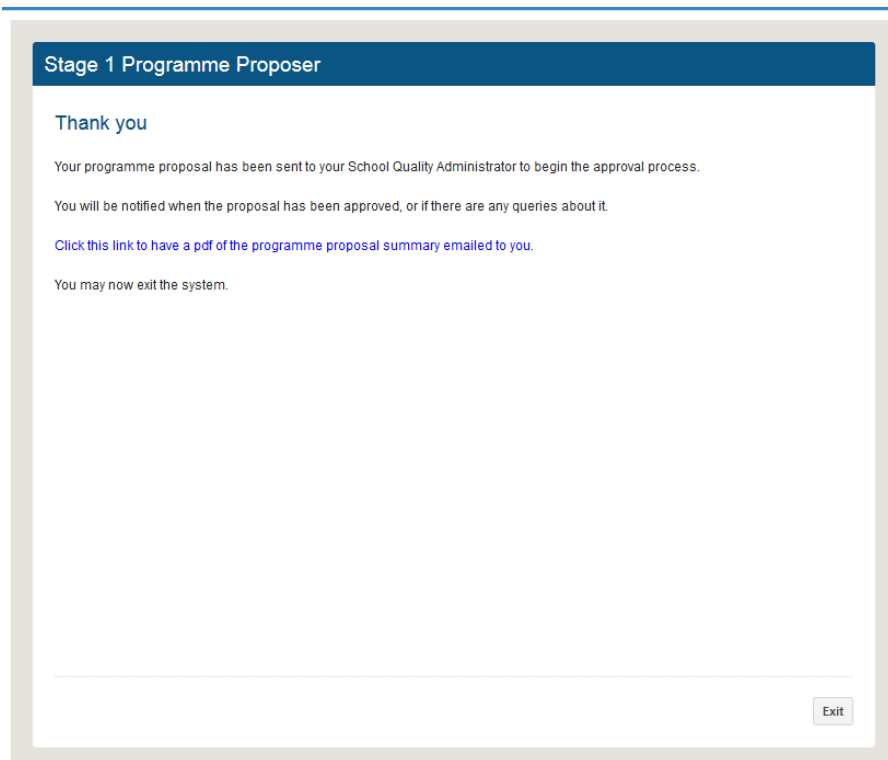 Stage 1 Programme Proposer
Thank you
Your programme proposal has been sent to your School Quality Administrator to begin the approval process.
You will be notified when the proposal has been approved, or if there are any queries about it.
Click this link to have a pdf of the programme proposal summary emailed to you.
You may now exit the system.
Exit